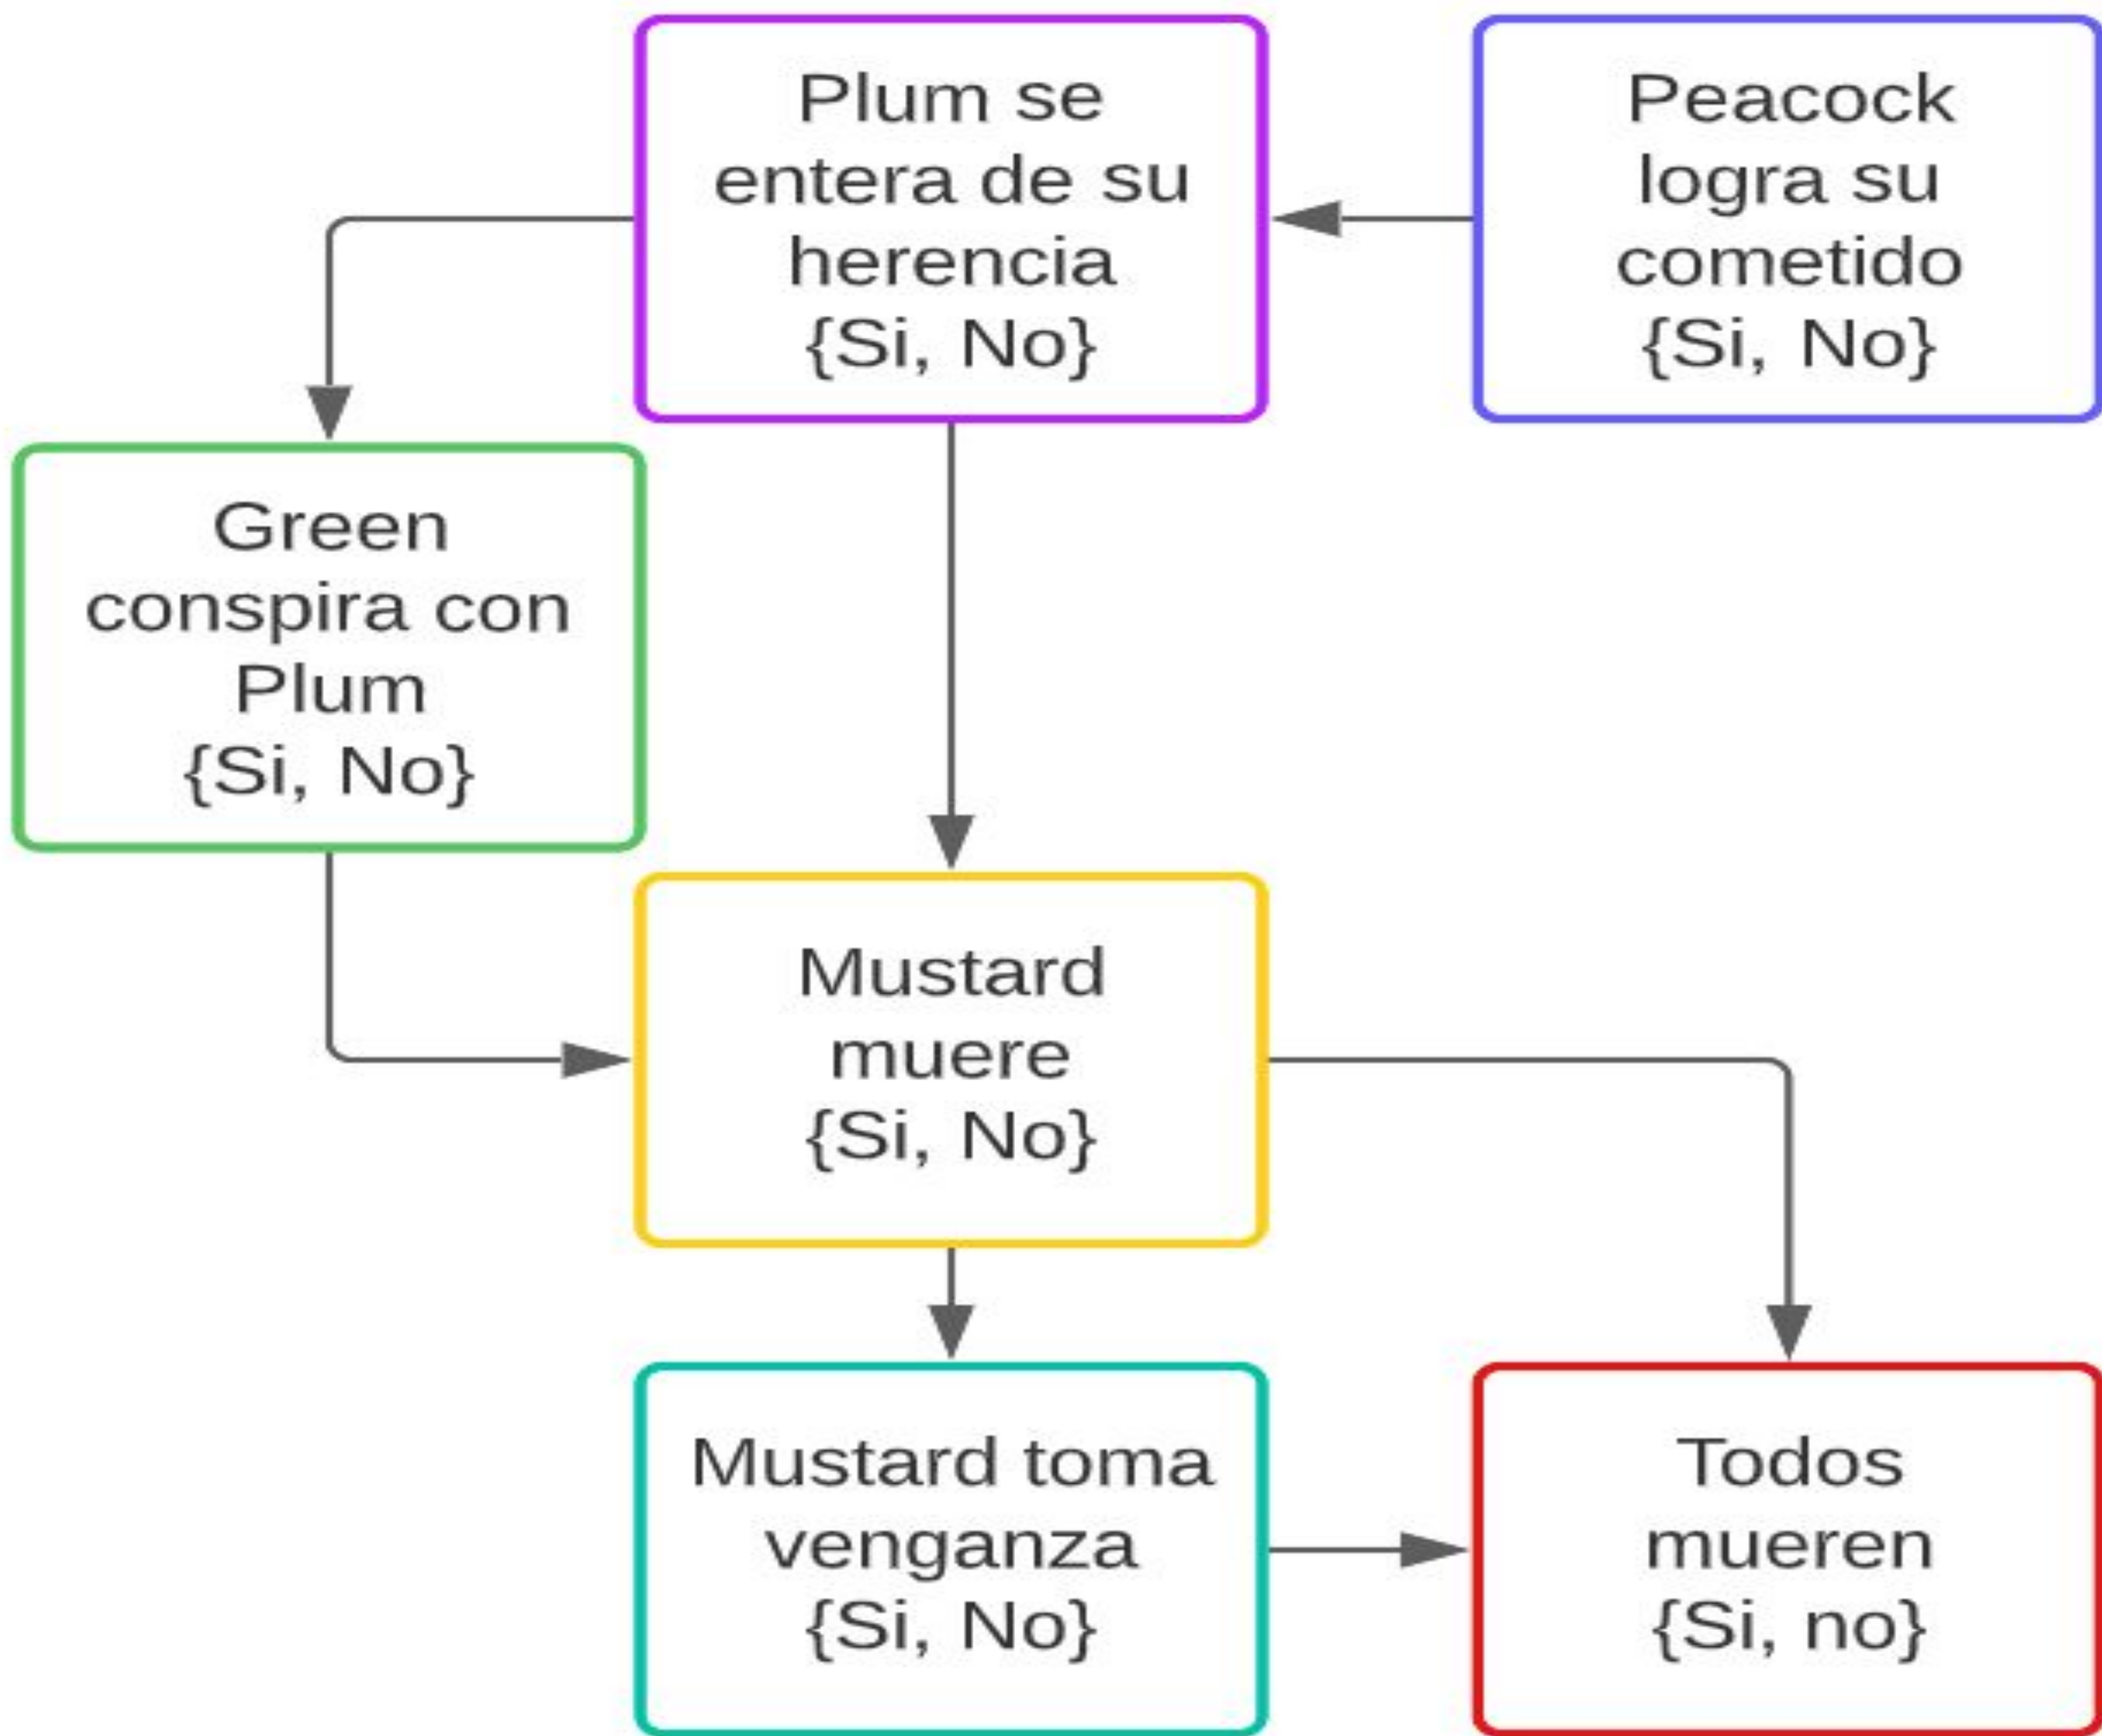 Plum se
entera de su
herencia
{Si, No}
Peacock
logra su
cometido
{Si, No}
Green
conspira con
Plum
{Si, No}
Mustard
muere
{Si, No}
Mustard toma
venganza
{Si, No}
Todos
mueren
{Si, no}